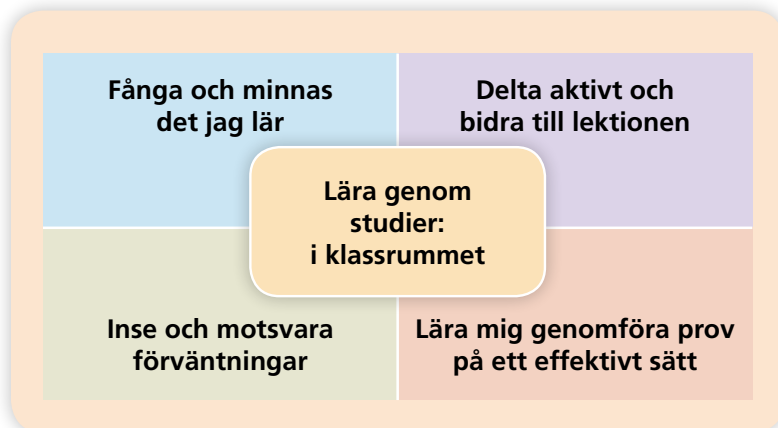 Fånga och minnas
det jag lär
Delta aktivt och
bidra till lektionen
Lära genom
studier:
i klassrummet
Inse och motsvara
förväntningar
Lära mig genomföra prov
på ett effektivt sätt